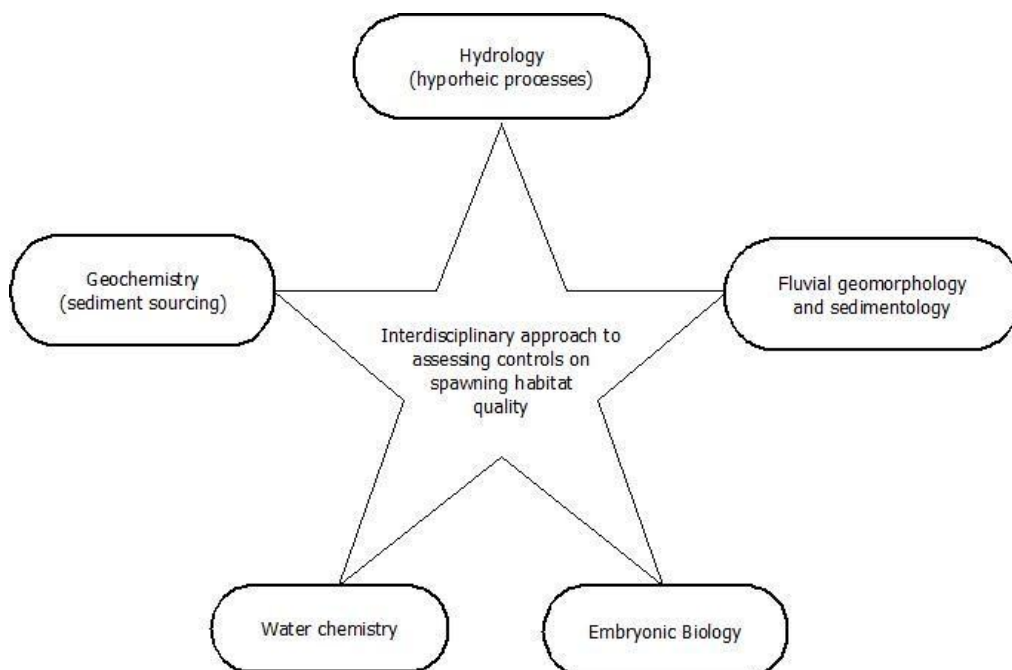 Hydrology
(hyporheic processes)
Geochemistry
(sediment sourcing)
Fluvial geomorphology
and sedimentology
Interdisciplinary approach to
assessing controls on
spawning habitat
quality
Water chemistry
Embryonic Biology